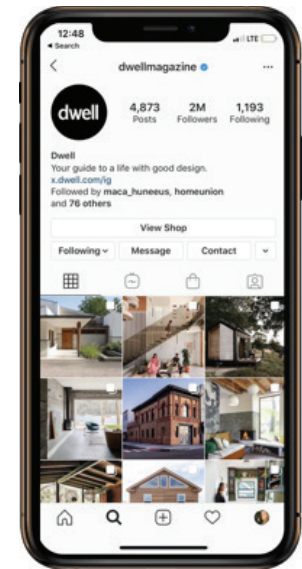 12:48
LTE
Search
dwellmagazine
dwell
4,873 2M 1,193
Posts Followers Following
Dwell
Your guide to a life with good design.
x.dwell.com/ig
Followed by maca_huneeus, homeunion
and 76 others
View Shop
Following Message Contact